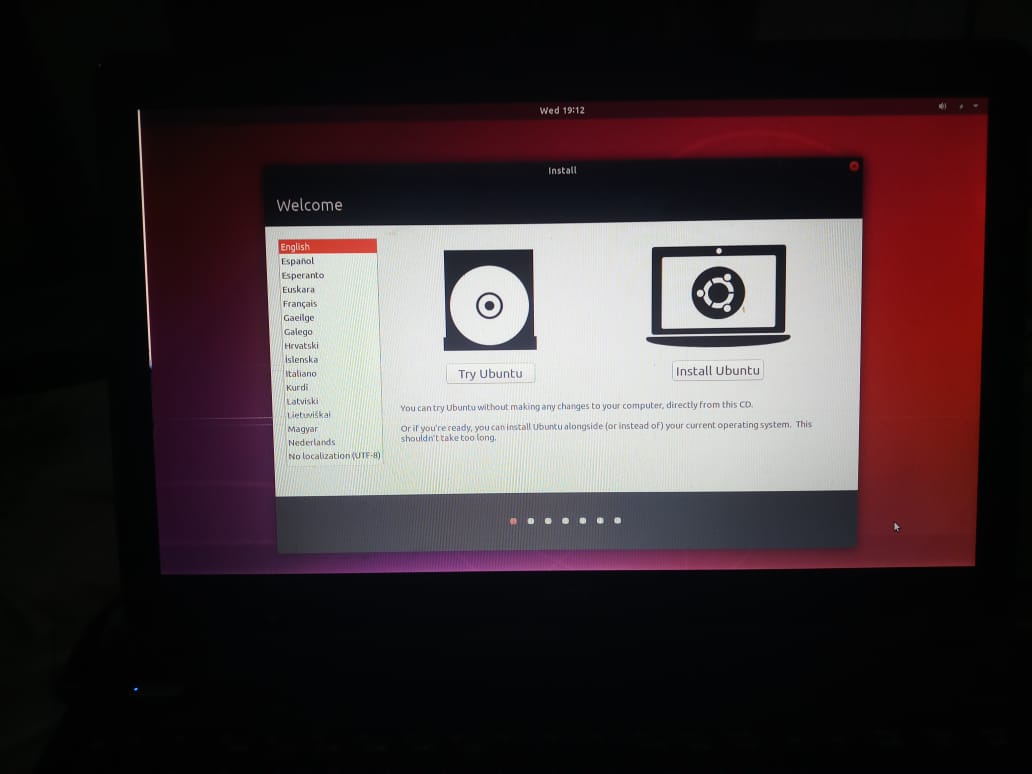 Wed 19:12
Install
Welcome
English
Español
Esperanto
Euskara
Français
Gaeilge
Galego
Hrvatski
Íslenska
Italiano
Kurdî
Latviski
Lietuviškai
Magyar
Nederlands
No localization (UTF-8)
Try Ubuntu
Install Ubuntu
You can try Ubuntu without making any changes to your computer, directly from this CD.
Or if you're ready, you can install Ubuntu alongside (or instead of) your current operating system. This
shouldn't take too long.